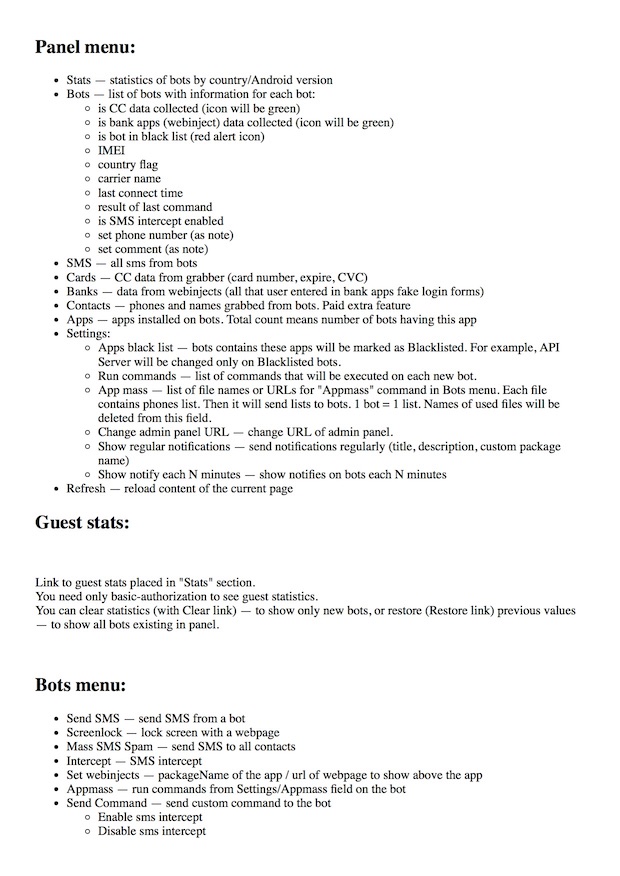 Panel menu:
Stats — statistics of bots by country/Android version
Bots — list of bots with information for each bot:
is CC data collected (icon will be green)
is bank apps (webinject) data collected (icon will be green)
is bot in black list (red alert icon)
IMEI
country flag
carrier name
last connect time
result of last command
is SMS intercept enabled
set phone number (as note)
set comment (as note)
SMS — all sms from bots
Cards — CC data from grabber (card number, expire, CVC)
Banks — data from webinjects (all that user entered in bank apps fake login forms)
Contacts — phones and names grabbed from bots. Paid extra feature
Apps — apps installed on bots. Total count means number of bots having this app
Settings:
Apps black list — bots contains these apps will be marked as Blacklisted. For example, API
Server will be changed only on Blacklisted bots.
Run commands — list of commands that will be executed on each new bot.
App mass — list of file names or URLs for "Appmass" command in Bots menu. Each file
contains phones list. Then it will send lists to bots. 1 bot = 1 list. Names of used files will be
deleted from this field.
Change admin panel URL — change URL of admin panel.
Show regular notifications — send notifications regularly (title, description, custom package
name)
Show notify each N minutes — show notifies on bots each N minutes
Refresh — reload content of the current page
Guest stats:
Link to guest stats placed in "Stats" section.
You need only basic-authorization to see guest statistics.
You can clear statistics (with Clear link) — to show only new bots, or restore (Restore link) previous values
— to show all bots existing in panel.
Bots menu:
Send SMS — send SMS from a bot
Screenlock — lock screen with a webpage
Mass SMS Spam — send SMS to all contacts
Intercept — SMS intercept
Set webinjects — packageName of the app / url of webpage to show above the app
Appmass — run commands from Settings/Appmass field on the bot
Send Command — send custom command to the bot
Enable sms intercept
Disable sms intercept